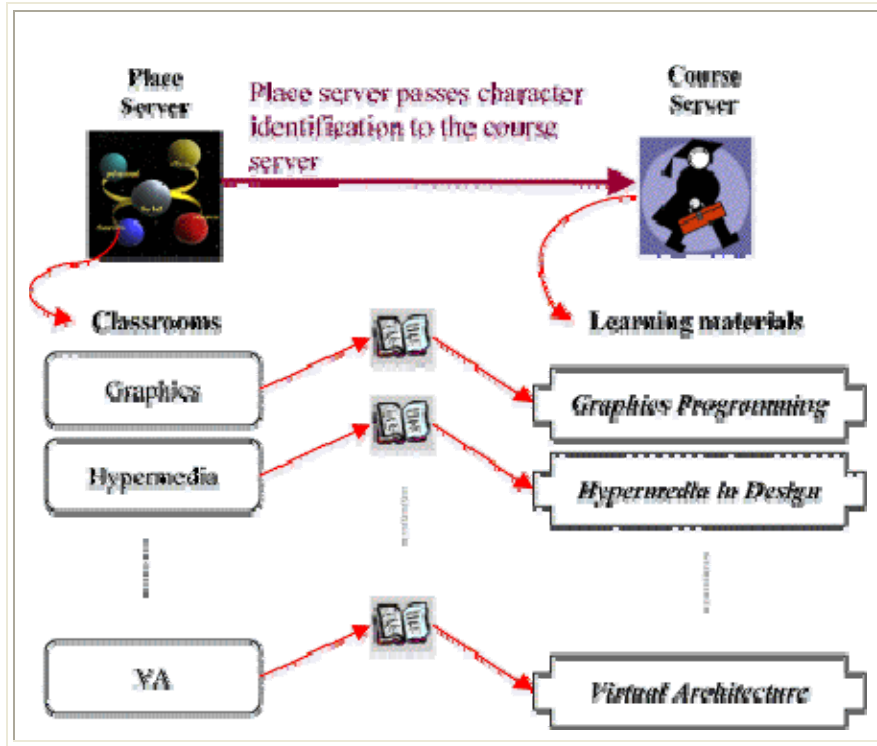 Place
Server
Place server passes character
identification to the course
server
Course
Server
Classrooms
Learning materials
Graphics
Graphics Programming
Hypermedia
Hypermedia in Design
VA
Virtual Architecture